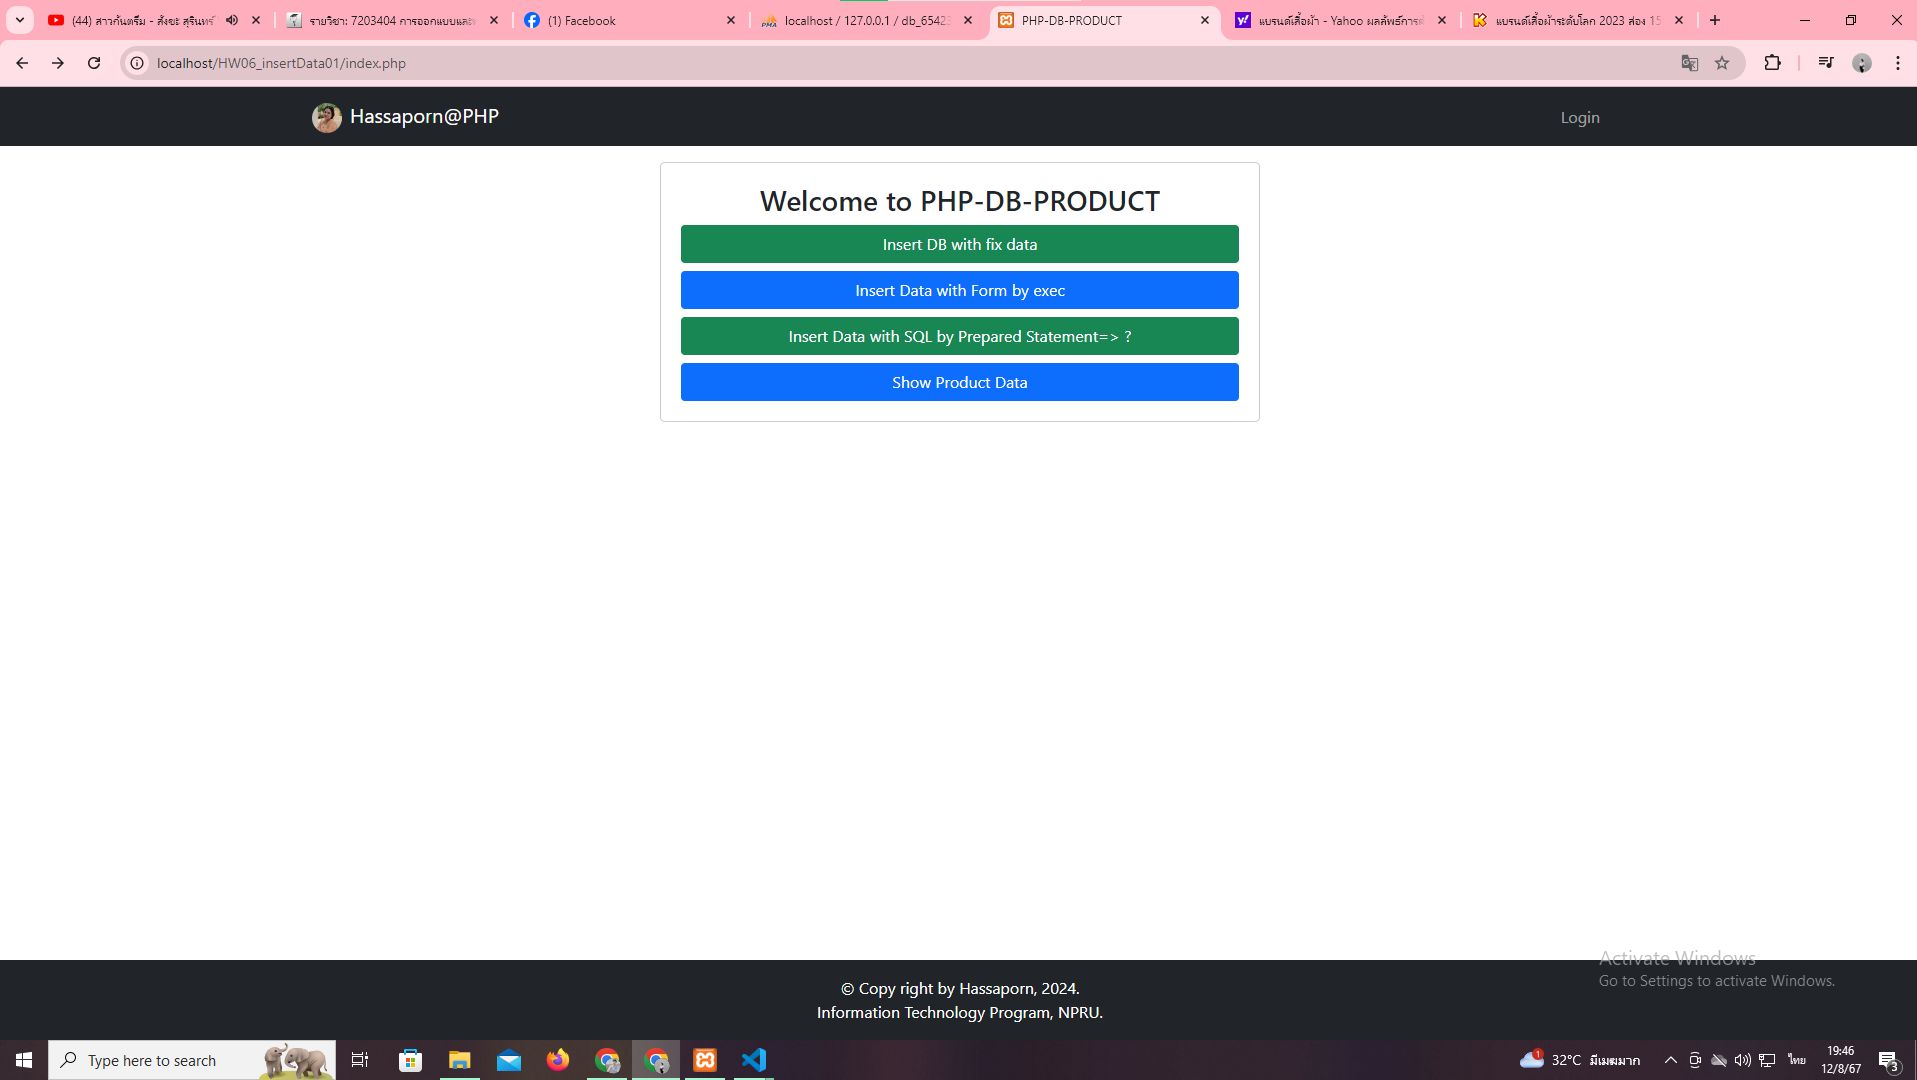 (44) สาวกันตรึม - สั่งขะ สุรินทร์
รายวิชา: 7203404 การออกแบบและ
(1) Facebook
localhost / 127.0.0.1 / db_6542
PHP-DB-PRODUCT
แบรนด์เสื้อผ้า - Yahoo ผลลัพธ์การ
แบรนด์เสื้อผ้าระดับโลก 2023 ส่อง 15
localhost/HW06_insertData01/index.php
Hassaporn@PHP
Login
Welcome to PHP-DB-PRODUCT
Insert DB with fix data
Insert Data with Form by exec
Insert Data with SQL by Prepared Statement=> ?
Show Product Data
Activate Windows
Go to Settings to activate Windows.
© Copy right by Hassaporn, 2024.
Information Technology Program, NPRU.
Type here to search
1
32°C มีเมฆมาก
ไทย
19:46
12/8/67
3